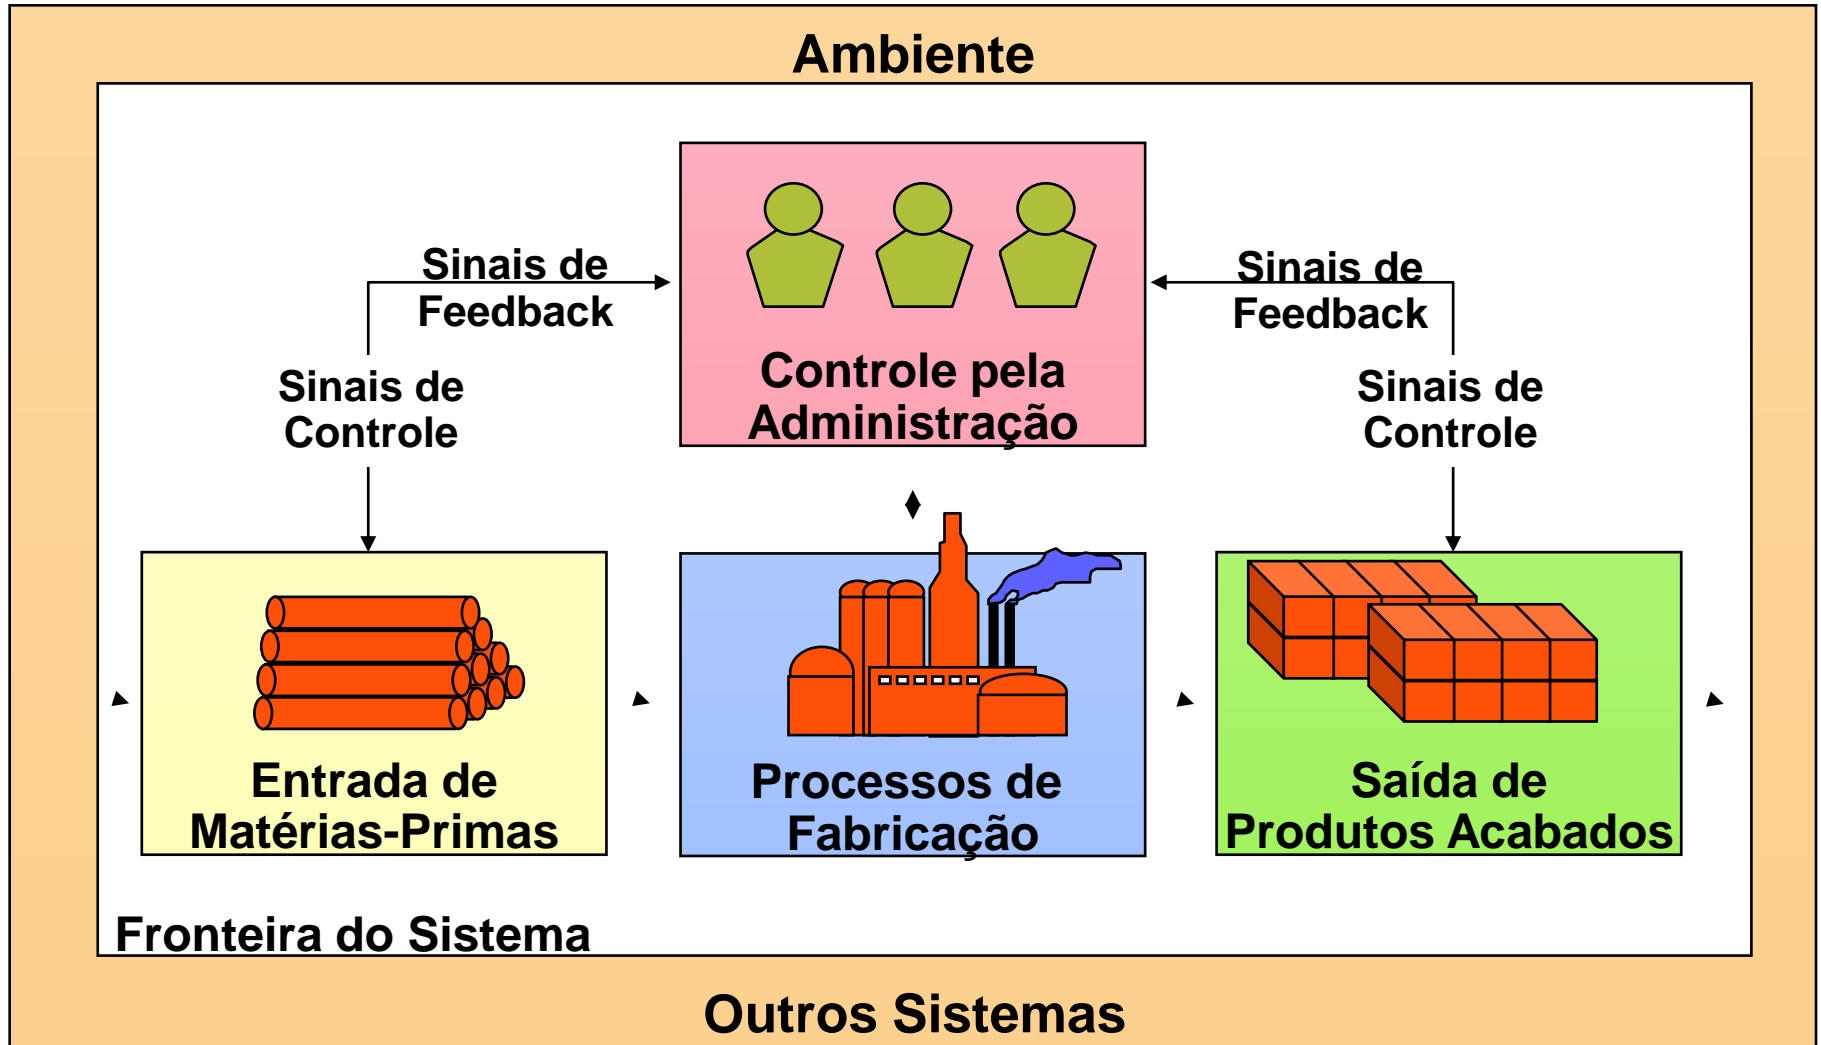 Ambiente
Sinais de
Feedback
Sinais de
Feedback
Controle pela
Administração
Sinais de
Controle
Sinais de
Controle
Entrada de
Matérias-Primas
Processos de
Fabricação
Saída de
Produtos Acabados
Fronteira do Sistema
Outros Sistemas